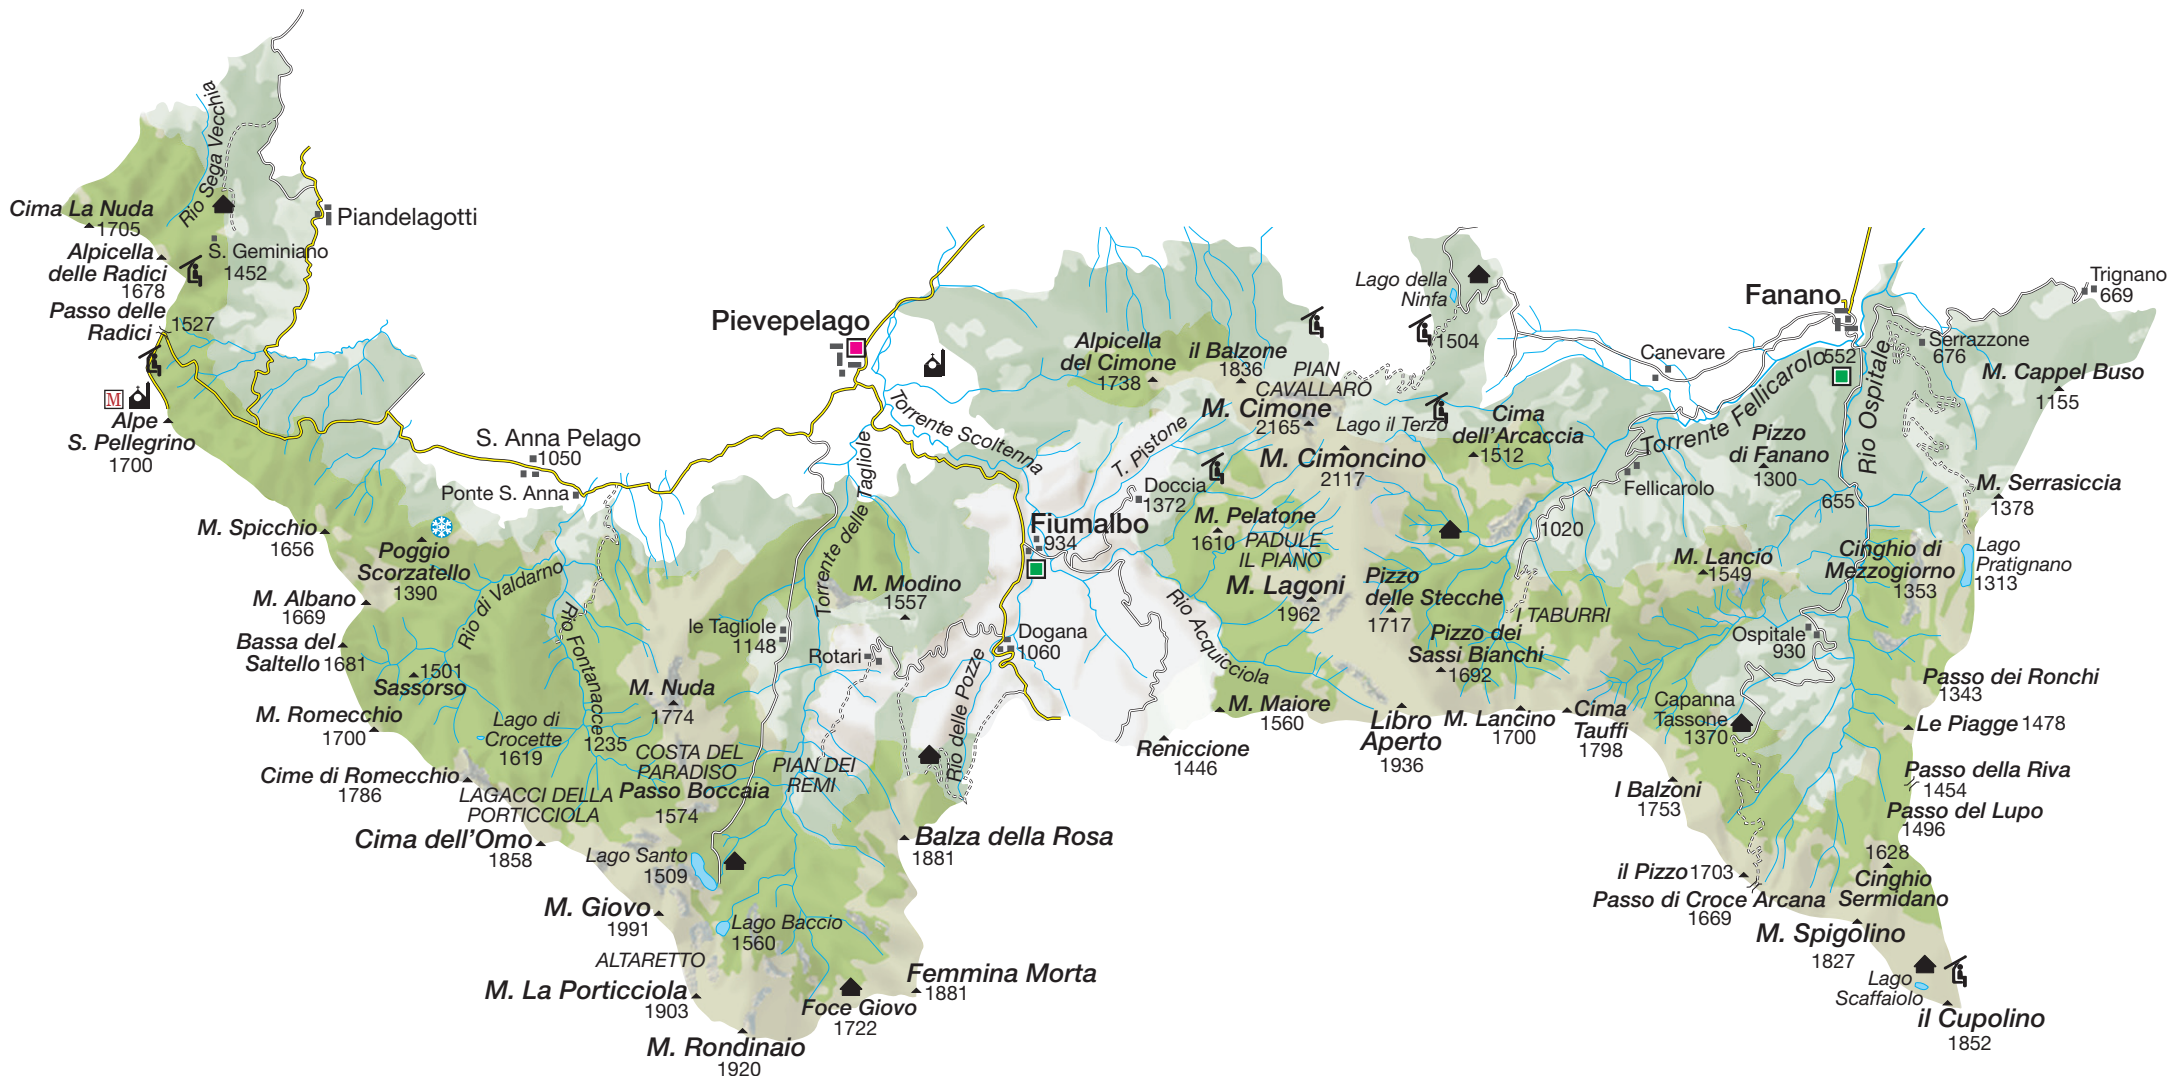 Rio Sega Vecchia
Cima La Nuda
1705
Piandelagotti
Alpicella
delle Radici
1678
S. Geminiano
1452
Passo delle
Radici
1527
M
Alpe
S. Pellegrino
1700
S. Anna Pelago
1050
Ponte S. Anna
Pievepelago
Torrente Scoltenna
Torrente delle Tagliole
M. Spicchio
1656
Poggio
Scorzatello
1390
M. Albano
1669
Bassa del
Saltello 1681
Rio di Valdarno
Rio Fontanacce
1501
Sassorso
M. Romecchio
1700
Lago di
Crocette
1619
1235
Cime di Romecchio
1786
LAGACCI DELLA
PORTICCIOLA
Cima dell'Omo
1858
M. Nuda
1774
COSTA DEL
PARADISO
Passo Boccaia
1574
le Tagliole
1148
PIAN DEI
REMI
Rotari
M. Modino
1557
Lago Santo
1509
M. Giovo
1991
Lago Baccio
1560
ALTARETTO
M. La Porticciola
1903
M. Rondinaio
1920
Foce Giovo
1722
Femmina Morta
1881
Balza della Rosa
1881
Rio delle Pozze
Dogana
1060
Fiumalbo
934
Doccia
1372
T. Pistone
Alpicella
del Cimone
1738
il Balzone
1836
PIAN
CAVALLARO
M. Cimone
2165
Lago il Terzo
M. Cimoncino
2117
Lago della
Ninfa
1504
Cima
dell'Arcaccia
1512
M. Pelatone
1610
PADULE
IL PIANO
M. Lagoni
1962
Rio Acquicciola
M. Maiore
1560
Reniccione
1446
Pizzo
delle Stecche
1717
Pizzo dei
Sassi Bianchi
1692
I TABURRI
Libro
Aperto
1936
M. Lancino
1700
Cima
Tauffi
1798
Fanano
552
Canevare
Torrente Fellicarolo
Fellicarolo
1020
Rio Ospitale
Pizzo
di Fanano
1300
655
Trignano
669
Serrazzone
676
M. Cappel Buso
1155
M. Serrasiccia
1378
Lago
Pratignano
1313
M. Lancio
1549
Cinghio di
Mezzogiorno
1353
Ospitale
930
Capanna
Tassone
1370
Passo dei Ronchi
1343
Le Piagge 1478
Passo della Riva
1454
Passo del Lupo
1496
I Balzoni
1753
1628
Cinghio
Sermidano
il Pizzo 1703
Passo di Croce Arcana
1669
M. Spigolino
1827
Lago
Scaffaiolo
il Cupolino
1852